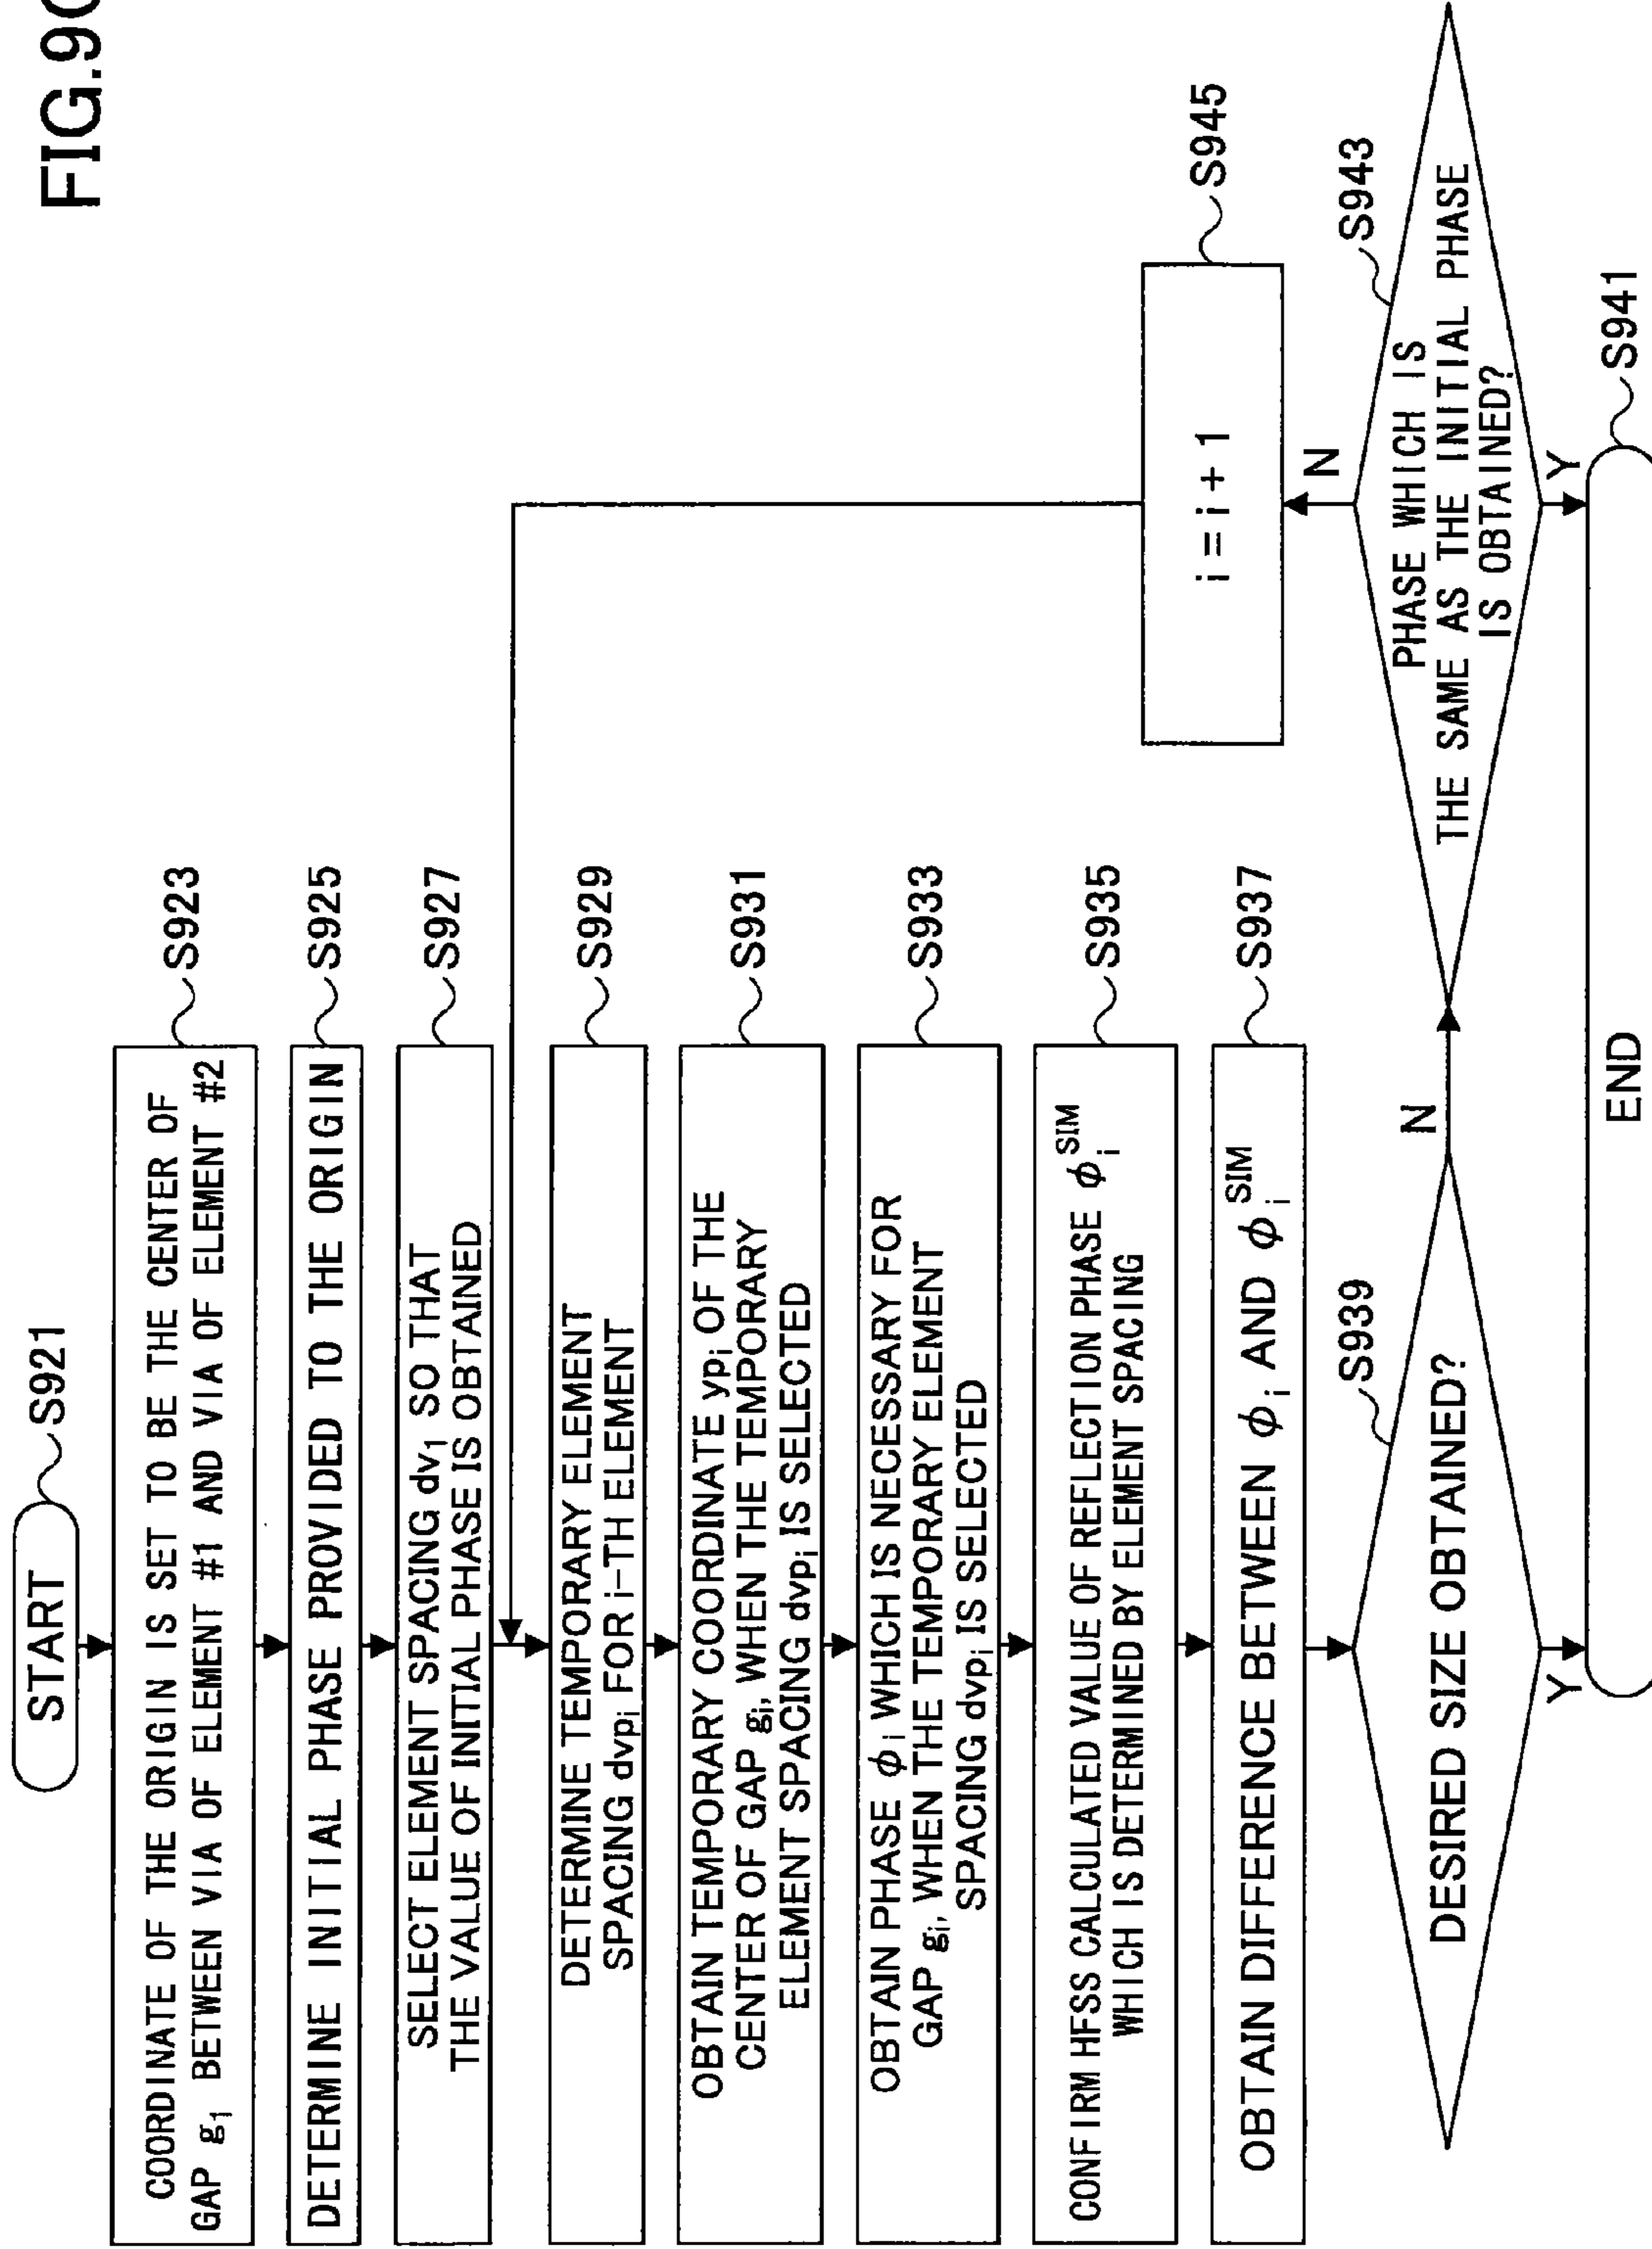 FIG.9C
START
S921
COORDINATE OF THE ORIGIN IS SET TO BE THE CENTER OF
GAP g₁ BETWEEN VIA OF ELEMENT #1 AND VIA OF ELEMENT #2
S923
DETERMINE INITIAL PHASE PROVIDED TO THE ORIGIN
S925
SELECT ELEMENT SPACING dv₁ SO THAT
THE VALUE OF INITIAL PHASE IS OBTAINED
S927
DETERMINE TEMPORARY ELEMENT
SPACING dvpᵢ FOR i-TH ELEMENT
S929
OBTAIN TEMPORARY COORDINATE ypᵢ OF THE
CENTER OF GAP gᵢ, WHEN THE TEMPORARY
ELEMENT SPACING dvpᵢ IS SELECTED
S931
OBTAIN PHASE ϕᵢ WHICH IS NECESSARY FOR
GAP gᵢ, WHEN THE TEMPORARY ELEMENT
SPACING dvpᵢ IS SELECTED
S933
CONFIRM HFSS CALCULATED VALUE OF REFLECTION PHASE ϕᵢ^SIM
WHICH IS DETERMINED BY ELEMENT SPACING
S935
OBTAIN DIFFERENCE BETWEEN ϕᵢ AND ϕᵢ^SIM
S937
DESIRED SIZE OBTAINED?
S939
N
Y
PHASE WHICH IS
THE SAME AS THE INITIAL PHASE
IS OBTAINED?
S943
N
Y
i = i + 1
S945
END
S941